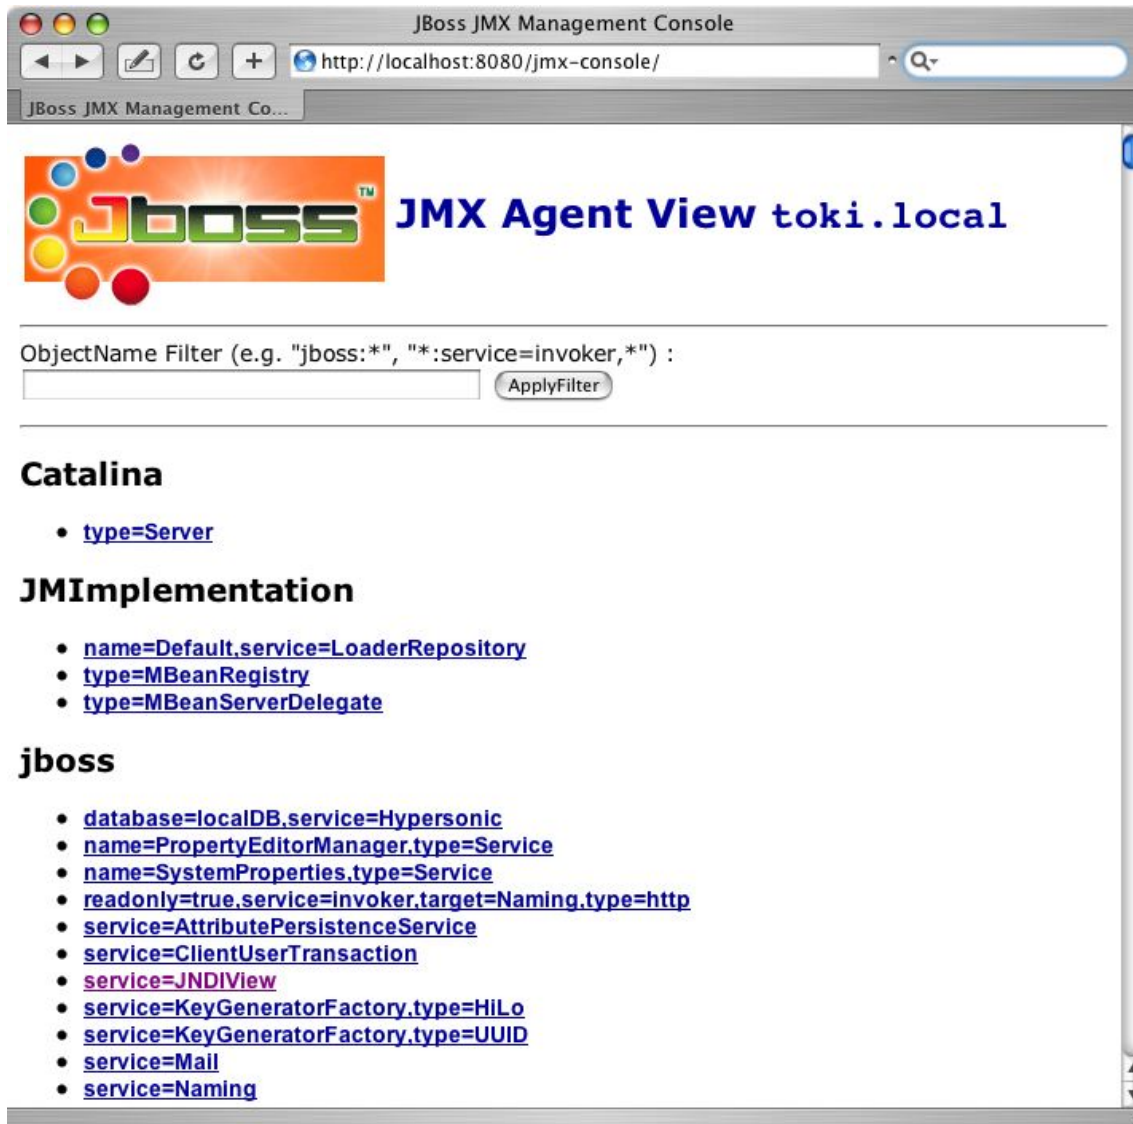 JBoss JMX Management Console
http://localhost:8080/jmx-console/
JBoss JMX Management Co...
Jboss TM
JMX Agent View toki.local
ObjectName Filter (e.g. "jboss:*", "*:service=invoker,*") :
ApplyFilter
Catalina
type=Server
JMImplementation
name=Default,service=LoaderRepository
type=MBeanRegistry
type=MBeanServerDelegate
jboss
database=localDB,service=Hypersonic
name=PropertyEditorManager,type=Service
name=SystemProperties,type=Service
readonly=true,service=invoker,target=Naming,type=http
service=AttributePersistenceService
service=ClientUserTransaction
service=JNDIView
service=KeyGeneratorFactory,type=HiLo
service=KeyGeneratorFactory,type=UUID
service=Mail
service=Naming